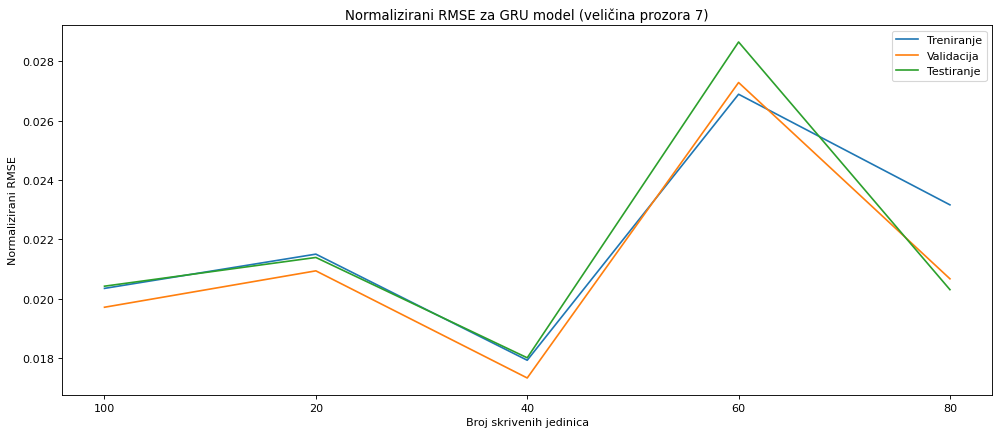 Normalizirani RMSE za GRU model (veličina prozora 7)
Treniranje
Validacija
Testiranje
Normalizirani RMSE
0.028
0.026
0.024
0.022
0.020
0.018
100 20 40 60 80
Broj skrivenih jedinica